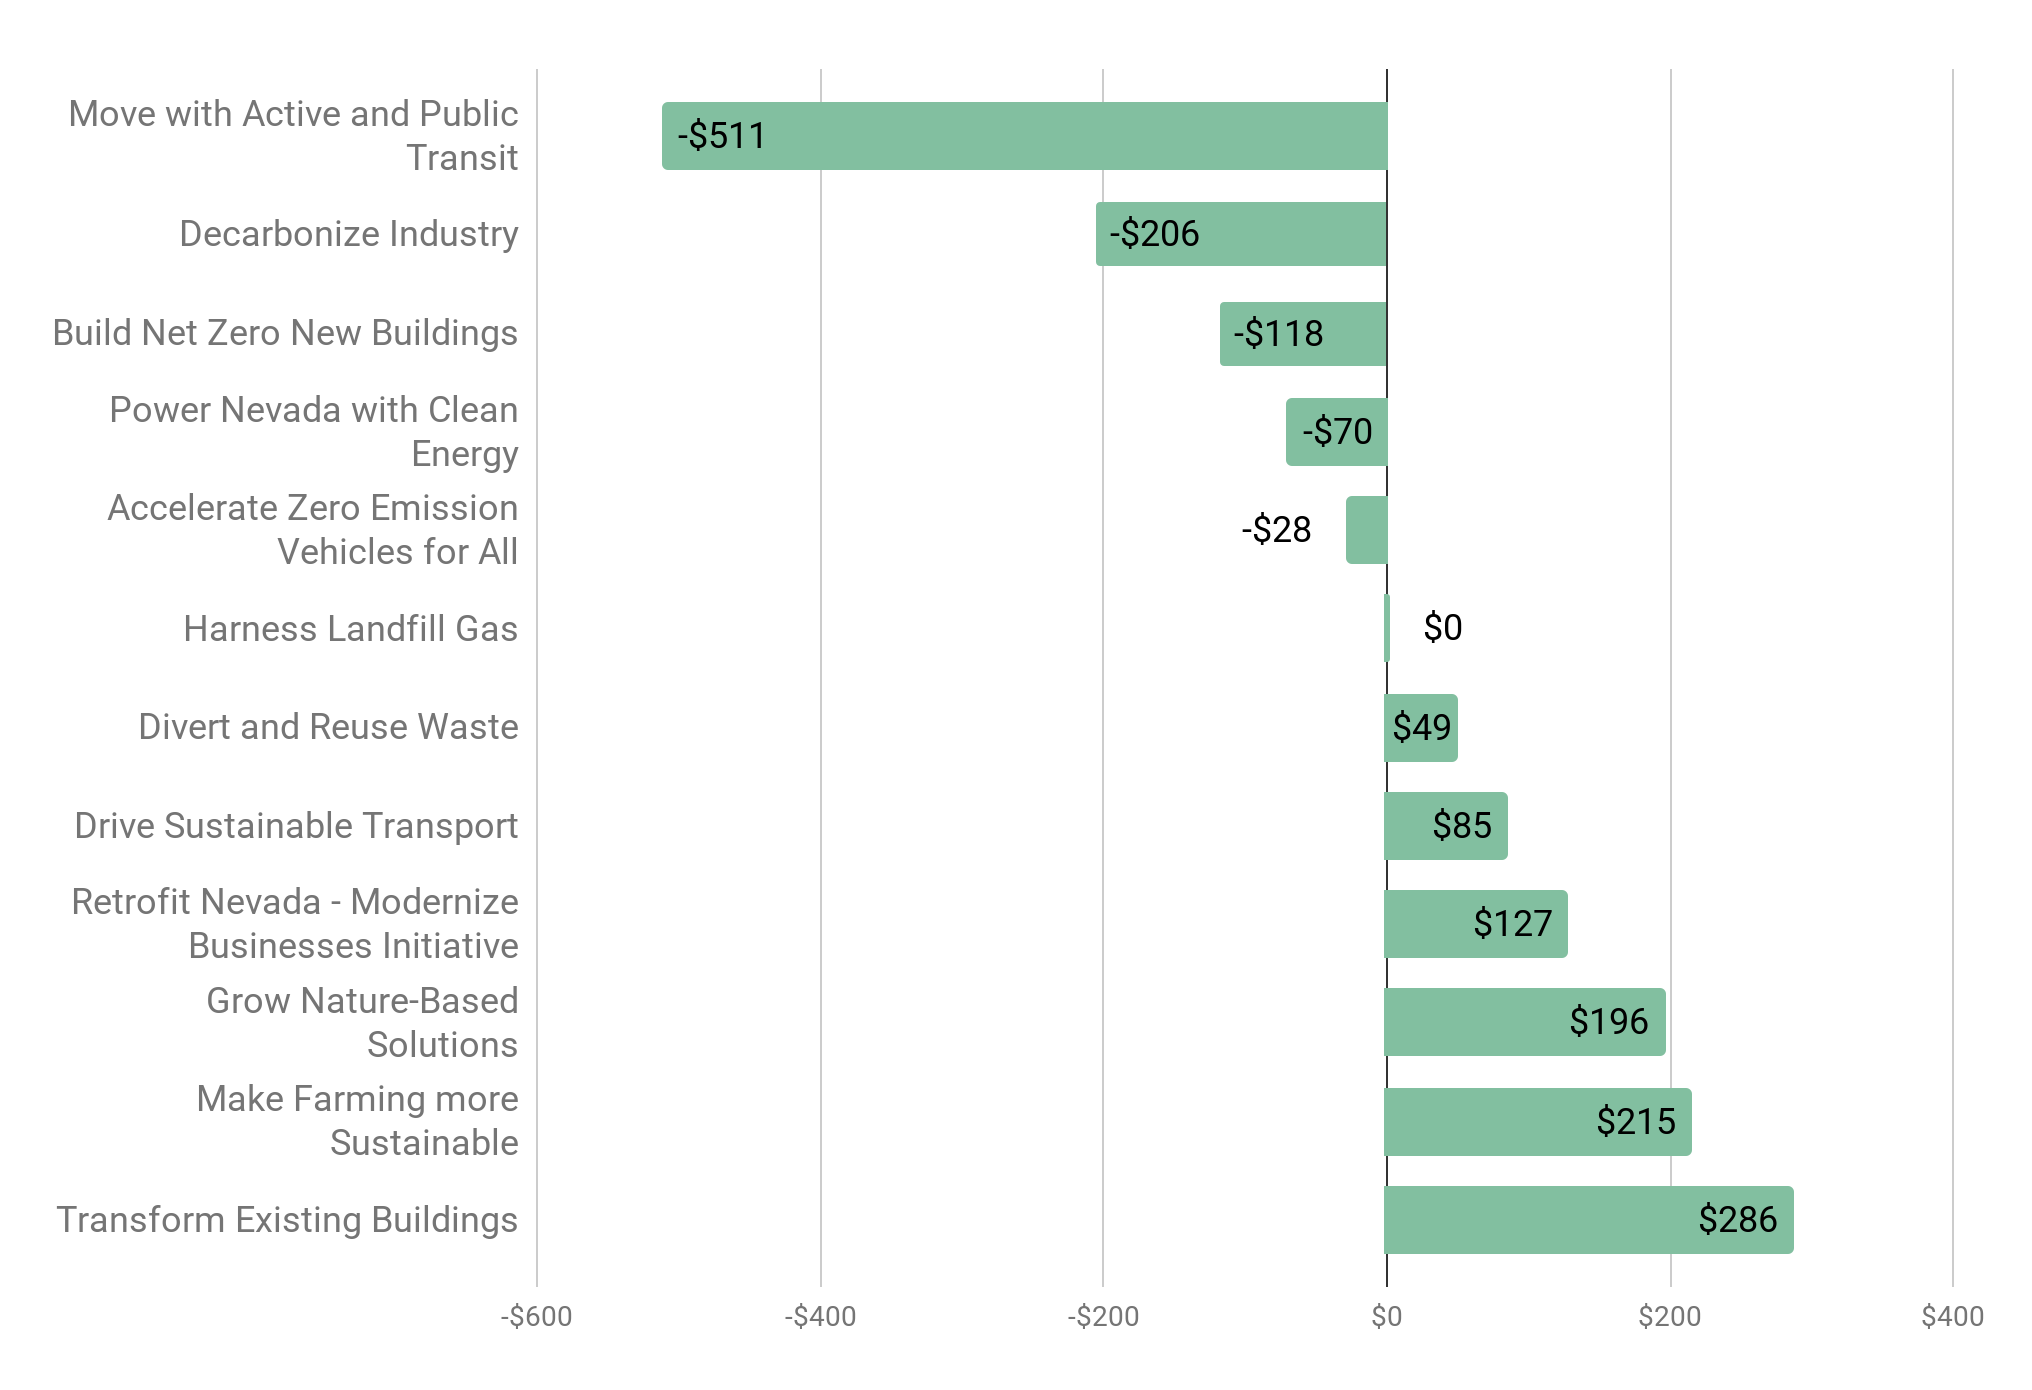 Move with Active and Public
Transit
-$511
Decarbonize Industry
-$206
Build Net Zero New Buildings
-$118
Power Nevada with Clean
Energy
-$70
Accelerate Zero Emission
Vehicles for All
-$28
Harness Landfill Gas
$0
Divert and Reuse Waste
$49
Drive Sustainable Transport
$85
Retrofit Nevada - Modernize
Businesses Initiative
$127
Grow Nature-Based
Solutions
$196
Make Farming more
Sustainable
$215
Transform Existing Buildings
$286
-$600 -$400 -$200 $0 $200 $400